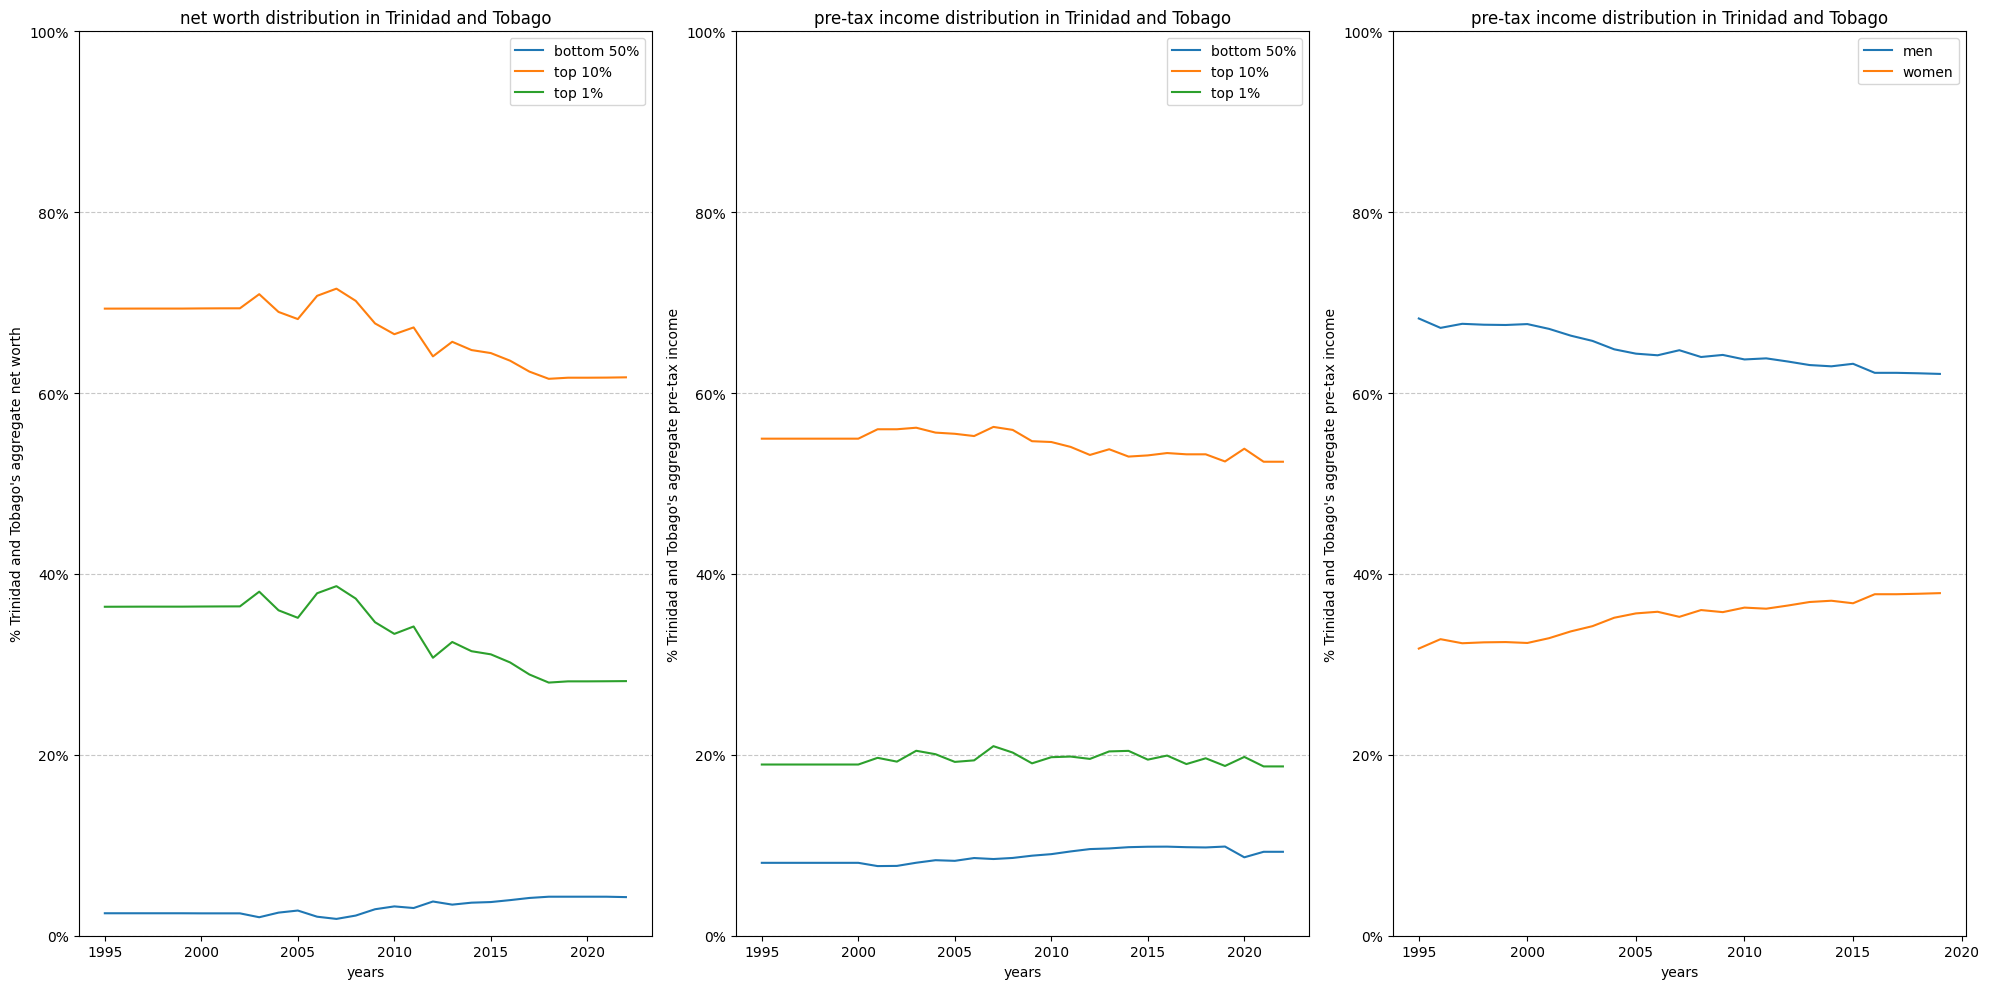 net worth distribution in Trinidad and Tobago
% Trinidad and Tobago's aggregate net worth
100%
80%
60%
40%
20%
0%
bottom 50%
top 10%
top 1%
1995 2000 2005 2010 2015 2020
years
pre-tax income distribution in Trinidad and Tobago
% Trinidad and Tobago's aggregate pre-tax income
100%
80%
60%
40%
20%
0%
bottom 50%
top 10%
top 1%
1995 2000 2005 2010 2015 2020
years
pre-tax income distribution in Trinidad and Tobago
% Trinidad and Tobago's aggregate pre-tax income
100%
80%
60%
40%
20%
0%
men
women
1995 2000 2005 2010 2015 2020
years